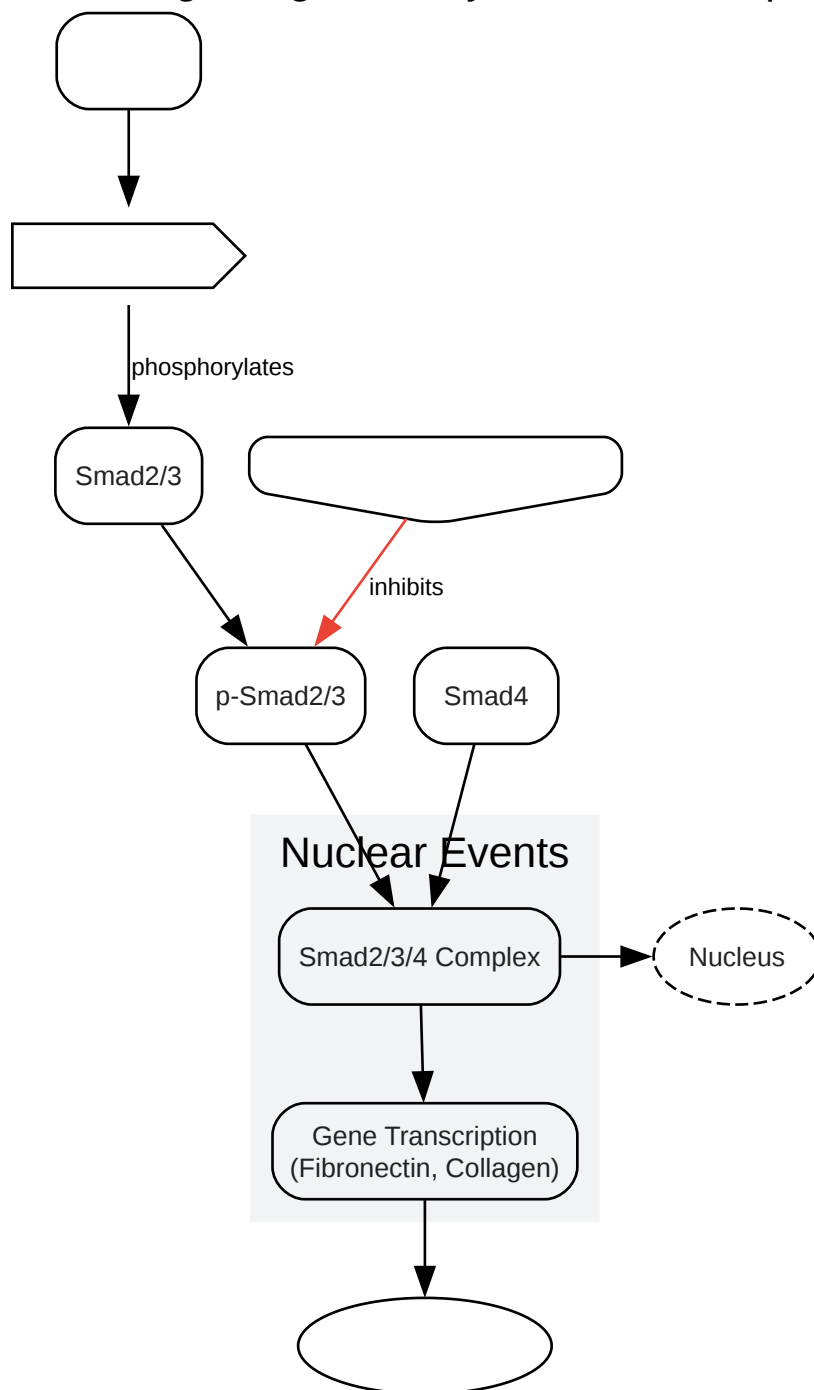 phosphorylates
Smad2/3
inhibits
p-Smad2/3
Smad4
Nuclear Events
Smad2/3/4 Complex
Nucleus
Gene Transcription
(Fibronectin, Collagen)